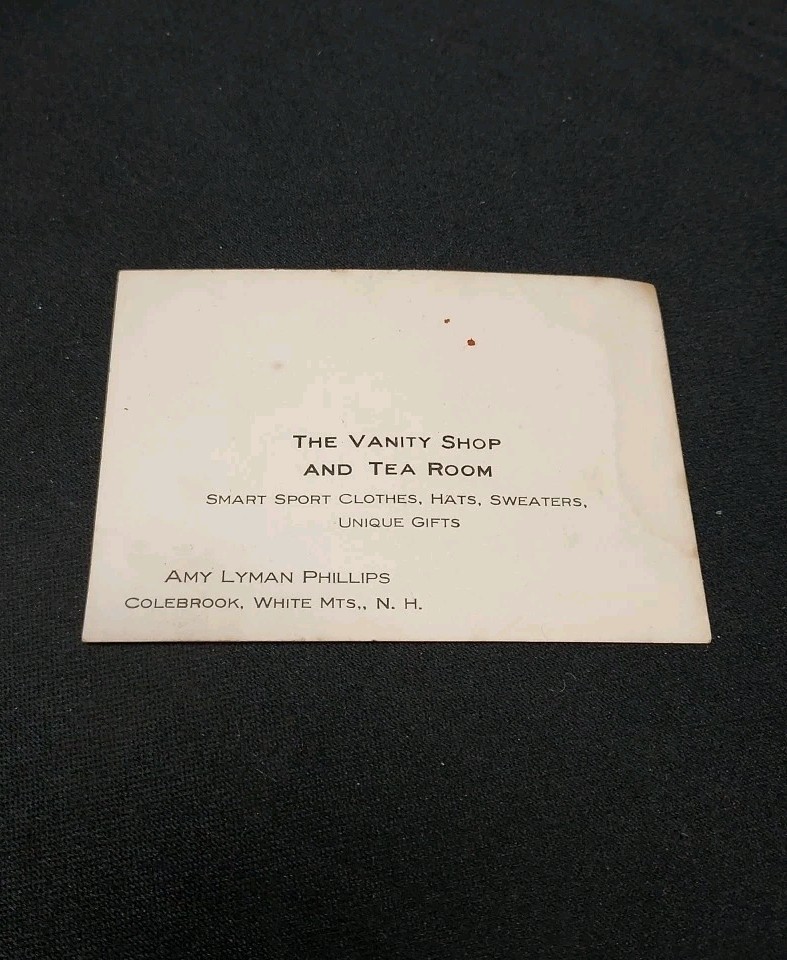 The Vanity Shop
and Tea Room
Smart Sport Clothes, Hats, Sweaters,
Unique Gifts
Amy Lyman Phillips
Colebrook, White Mts,, N. H.